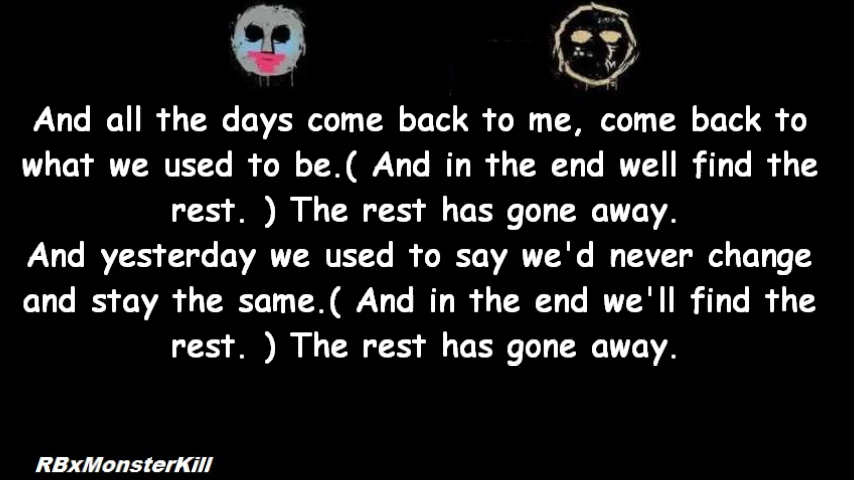 And all the days come back to me, come back to
what we used to be.( And in the end well find the
rest. ) The rest has gone away.
And yesterday we used to say we'd never change
and stay the same.( And in the end we'll find the
rest. ) The rest has gone away.
RBxMonsterKill